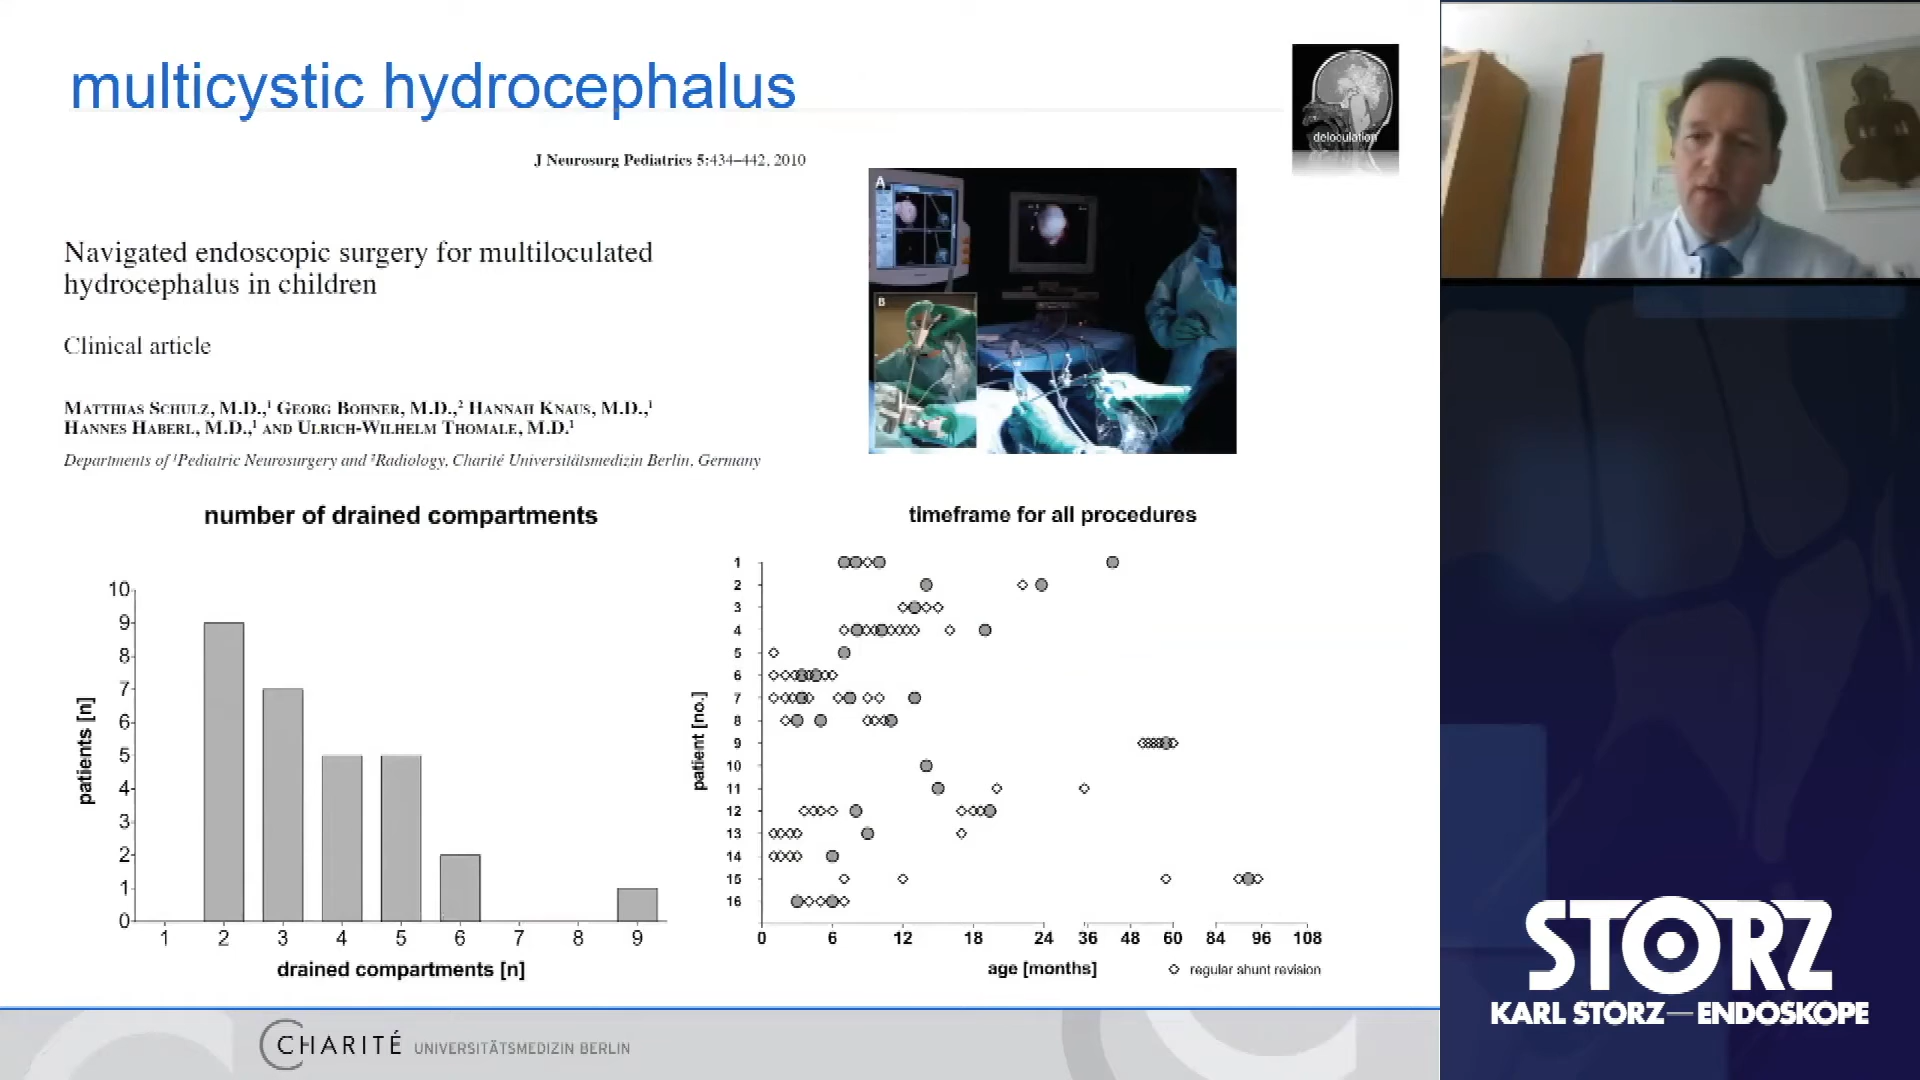 multicystic hydrocephalus
deloculation
J Neurosurg Pediatrics 5:434–442, 2010
A
B
Navigated endoscopic surgery for multiloculated
hydrocephalus in children
Clinical article
MATTHIAS SCHULZ, M.D.,¹ GEORG BOHNER, M.D.,² HANNAH KNAUS, M.D.,¹
HANNES HABERL, M.D.,¹ AND ULRICH-WILHELM THOMALE, M.D.¹
Departments of ¹Pediatric Neurosurgery and ²Radiology, Charité Universitätsmedizin Berlin, Germany
number of drained compartments
patients [n]
10
9
8
7
6
5
4
3
2
1
0
1 2 3 4 5 6 7 8 9
drained compartments [n]
timeframe for all procedures
patient [no.]
1
2
3
4
5
6
7
8
9
10
11
12
13
14
15
16
0 6 12 18 24 36 48 60 84 96 108
age [months]
regular shunt revision
CHARITÉ UNIVERSITÄTSMEDIZIN BERLIN
STORZ
KARL STORZ—ENDOSKOPE